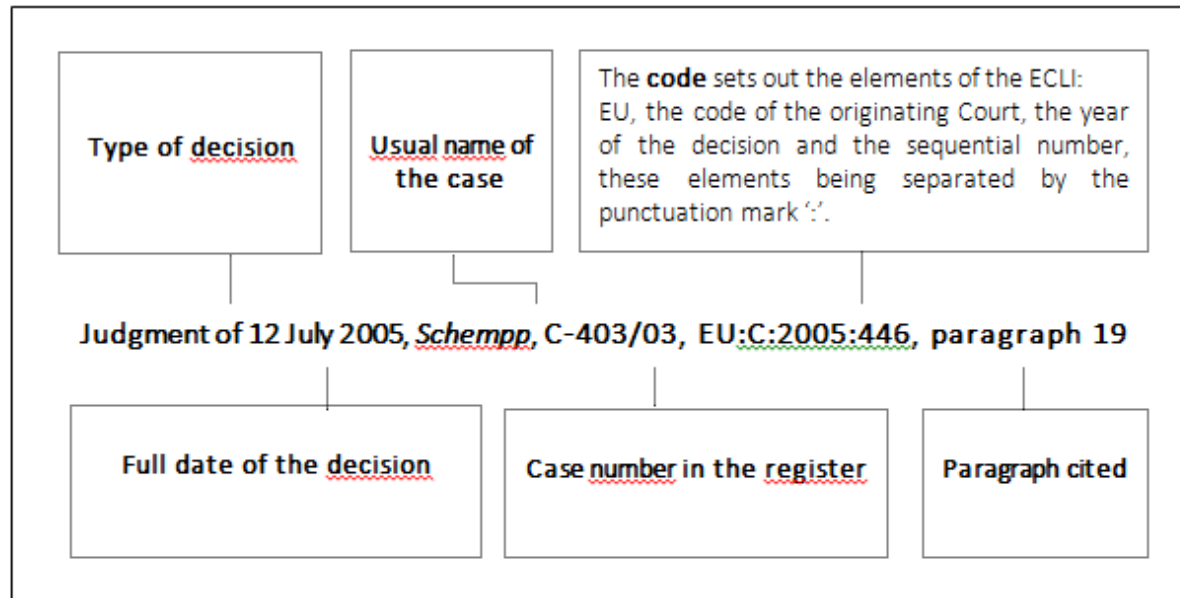 Type of decision
Usual name of
the case
The code sets out the elements of the ECLI:
EU, the code of the originating Court, the year
of the decision and the sequential number,
these elements being separated by the
punctuation mark ‘:’.
Judgment of 12 July 2005, Schempp, C-403/03, EU:C:2005:446, paragraph 19
Full date of the decision
Case number in the register
Paragraph cited